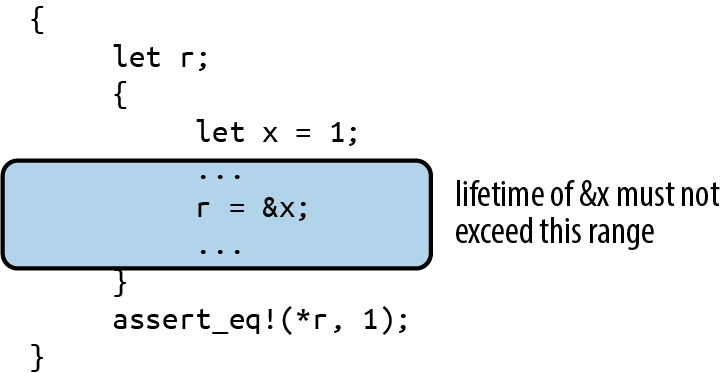 {
let r;
{
let x = 1;
...
r = &x;
...
}
assert_eq!(*r, 1);
}
lifetime of &x must not
exceed this range